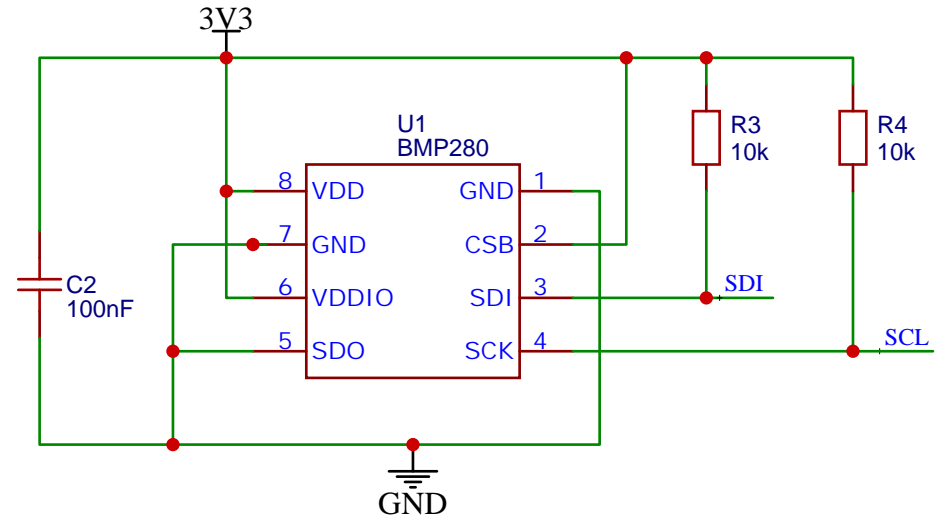 3V3
U1
BMP280
R3
10k
R4
10k
8 VDD GND 1
7 GND CSB 2
6 VDDIO SDI 3
5 SDO SCK 4
C2
100nF
SDI
SCL
GND